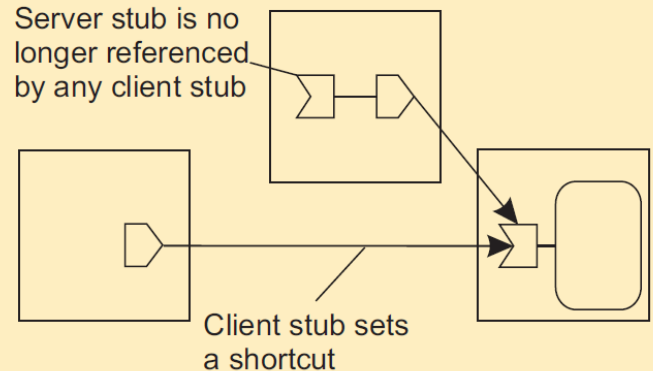 Server stub is no
longer referenced
by any client stub
Client stub sets
a shortcut